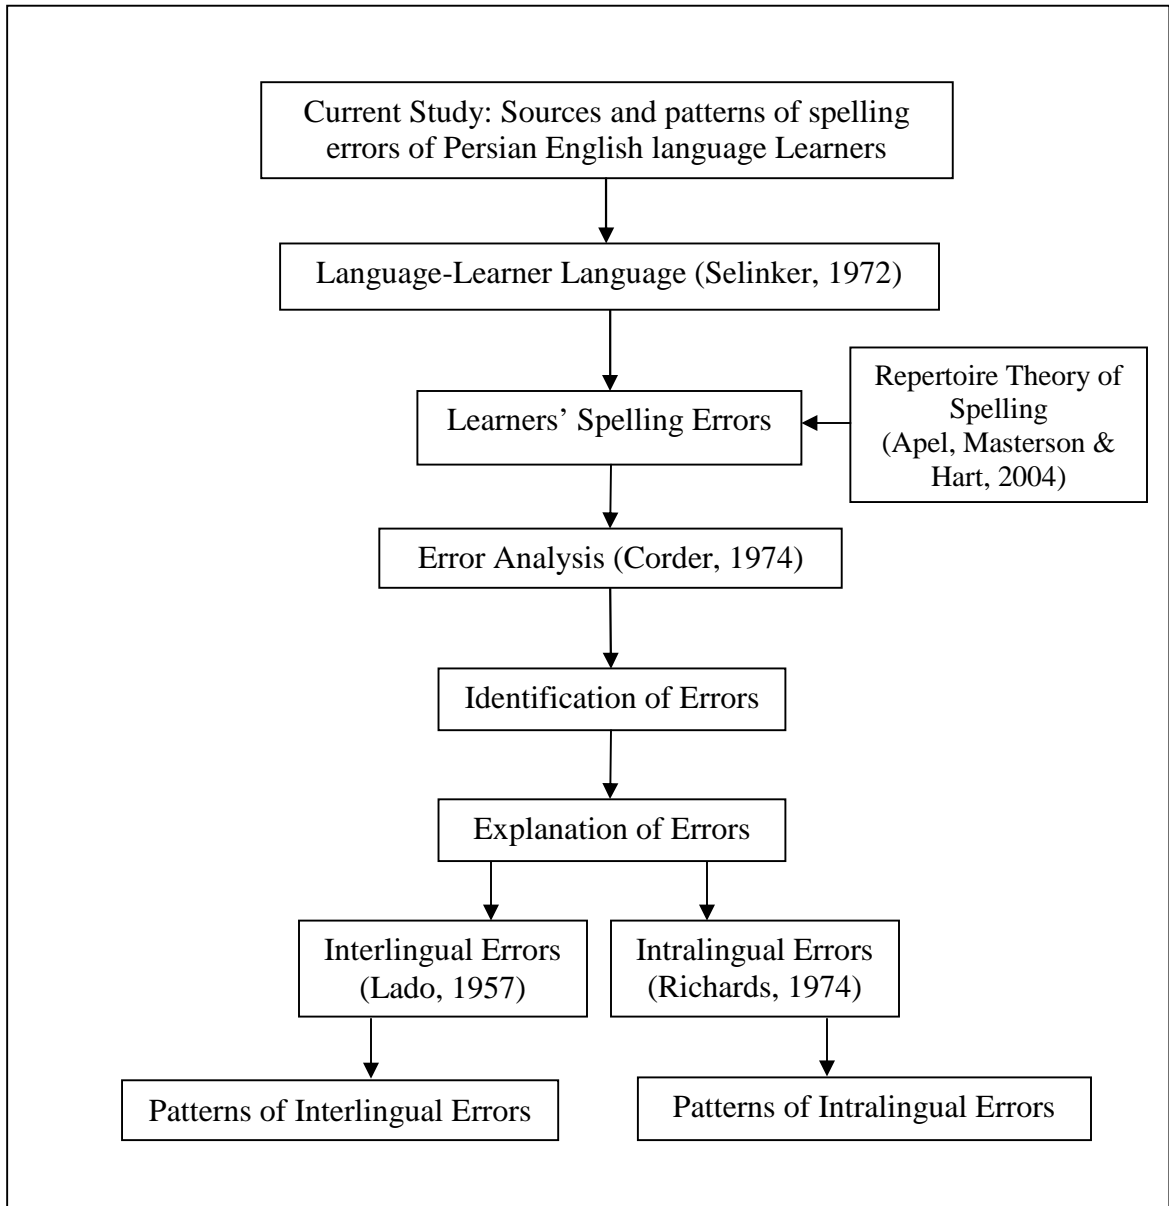 Current Study: Sources and patterns of spelling
errors of Persian English language Learners
Language-Learner Language (Selinker, 1972)
Learners’ Spelling Errors
Repertoire Theory of
Spelling
(Apel, Masterson &
Hart, 2004)
Error Analysis (Corder, 1974)
Identification of Errors
Explanation of Errors
Interlingual Errors
(Lado, 1957)
Intralingual Errors
(Richards, 1974)
Patterns of Interlingual Errors
Patterns of Intralingual Errors